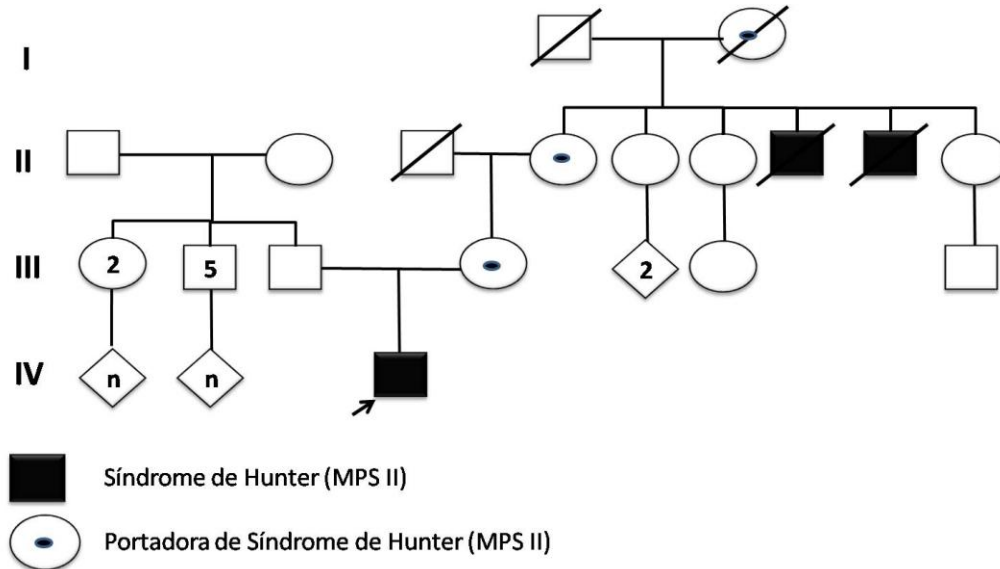 I
II
2
5
III
2
n
n
IV
Síndrome de Hunter (MPS II)
Portadora de Síndrome de Hunter (MPS II)